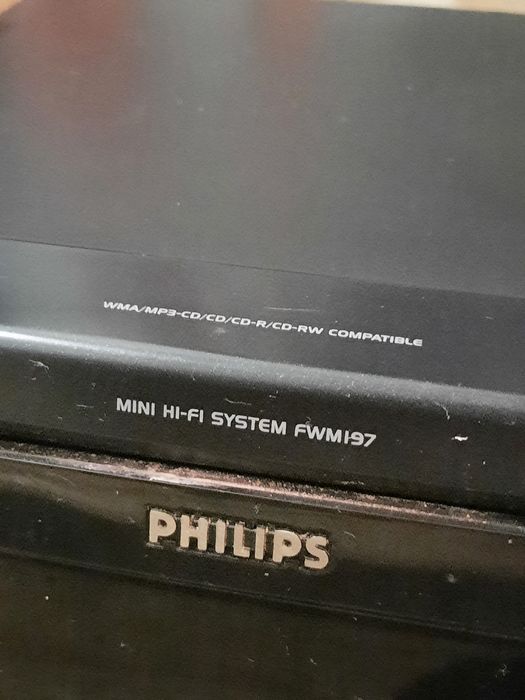 WMA/MP3-CD/CD/CD-R/CD-RW COMPATIBLE
MINI HI-FI SYSTEM FWM197
PHILIPS